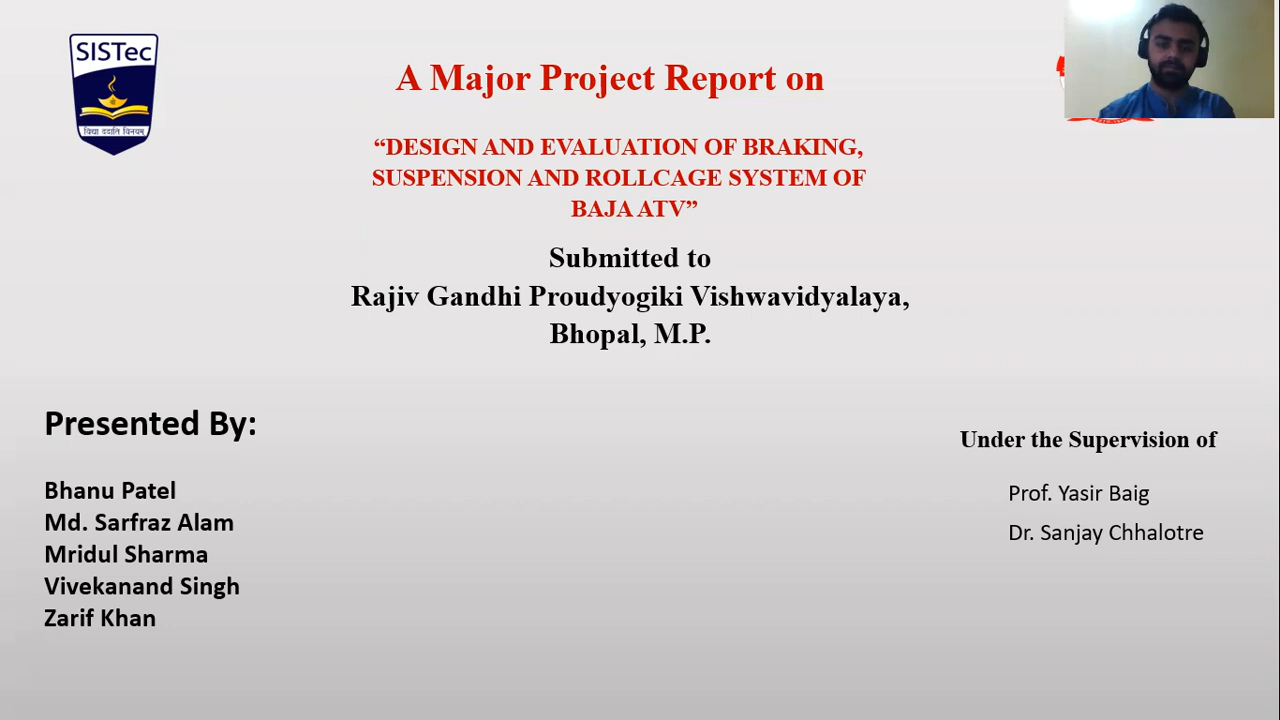 SISTec
विद्या ददाति विनयम्
A Major Project Report on
“DESIGN AND EVALUATION OF BRAKING,
SUSPENSION AND ROLLCAGE SYSTEM OF
BAJA ATV”
Submitted to
Rajiv Gandhi Proudyogiki Vishwavidyalaya,
Bhopal, M.P.
Presented By:
Bhanu Patel
Md. Sarfraz Alam
Mridul Sharma
Vivekanand Singh
Zarif Khan
Under the Supervision of
Prof. Yasir Baig
Dr. Sanjay Chhalotre